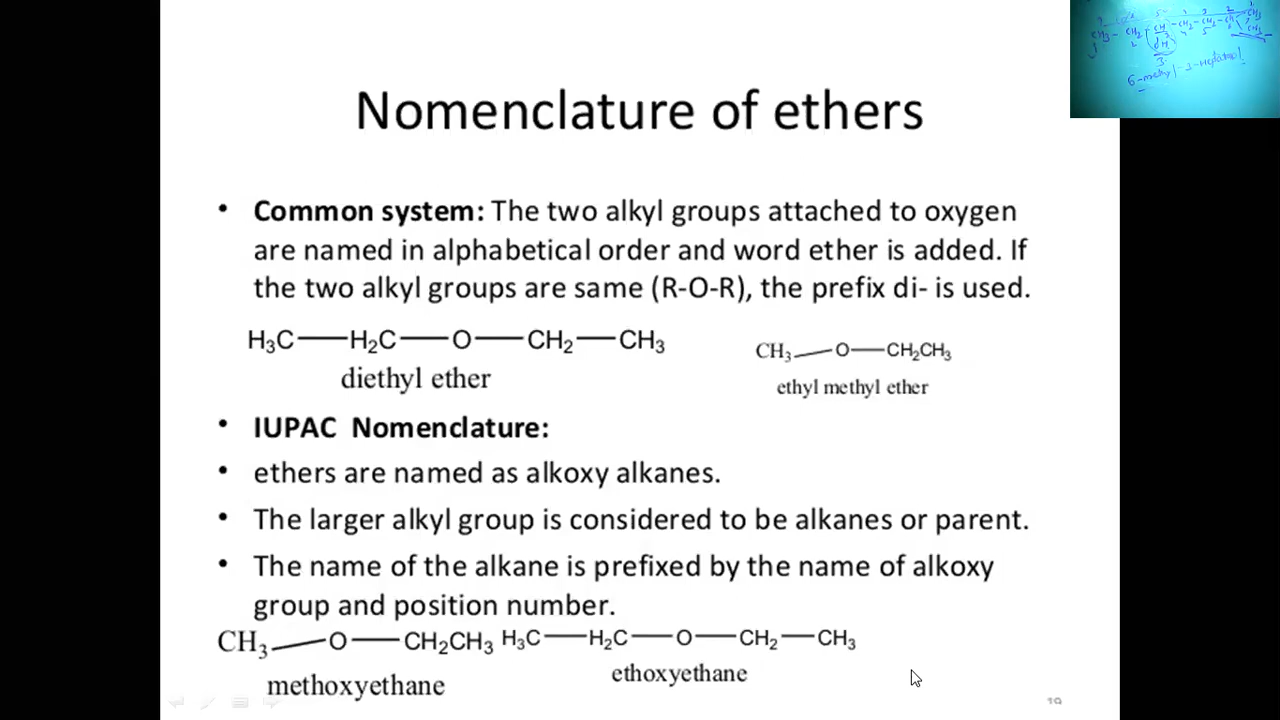 Nomenclature of ethers
• Common system: The two alkyl groups attached to oxygen
are named in alphabetical order and word ether is added. If
the two alkyl groups are same (R-O-R), the prefix di- is used.
H₃C—H₂C—O—CH₂—CH₃
diethyl ether
CH₃—O—CH₂CH₃
ethyl methyl ether
• IUPAC Nomenclature:
• ethers are named as alkoxy alkanes.
• The larger alkyl group is considered to be alkanes or parent.
• The name of the alkane is prefixed by the name of alkoxy
group and position number.
CH₃—O—CH₂CH₃
methoxyethane
H₃C—H₂C—O—CH₂—CH₃
ethoxyethane
19